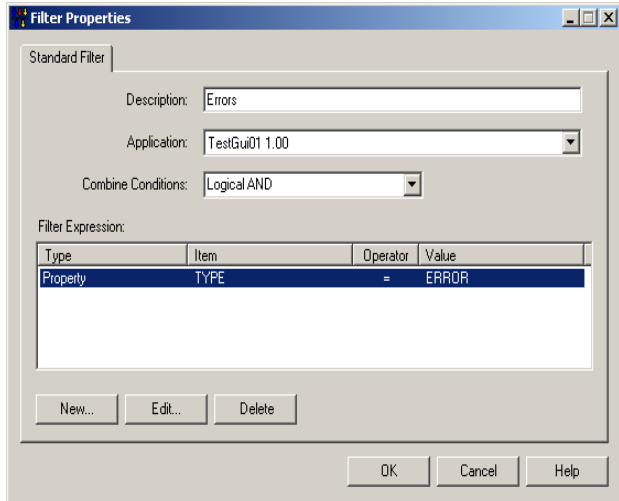 Filter Properties
Standard Filter
Description: Errors
Application: TestGui01 1.00
Combine Conditions: Logical AND
Filter Expression:
Type Item Operator Value
Property TYPE = ERROR
New... Edit... Delete
OK Cancel Help